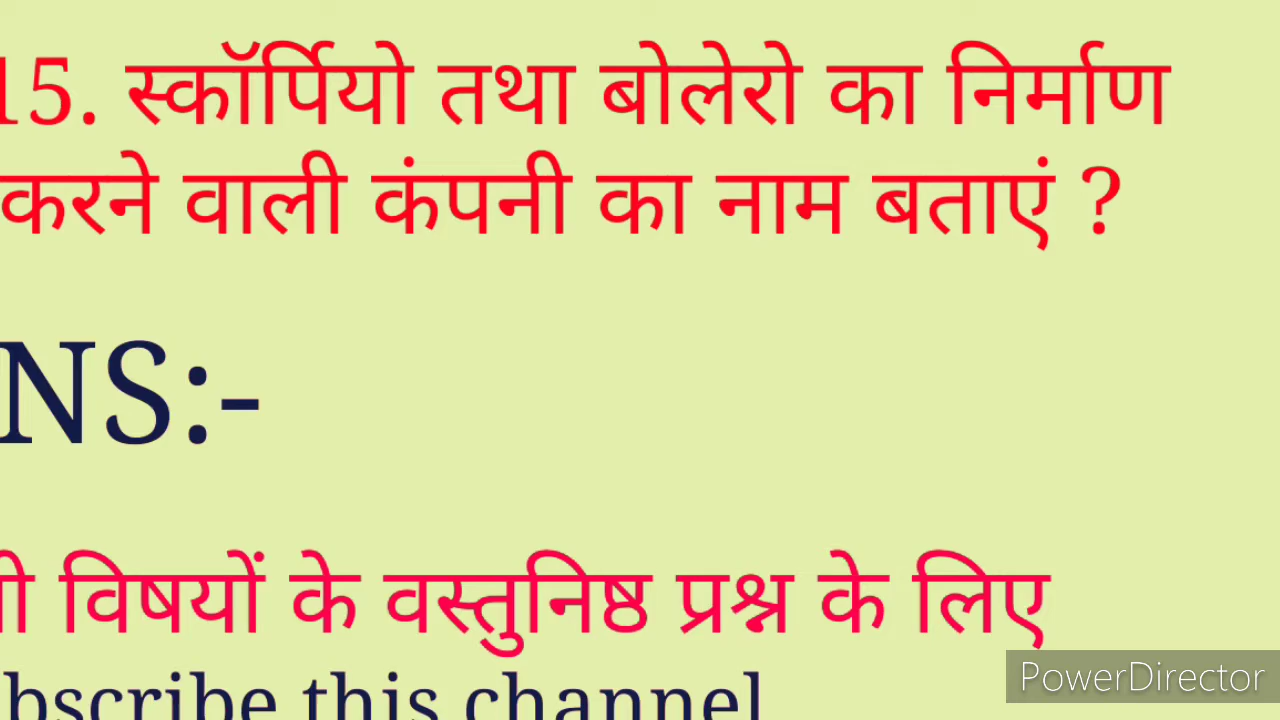 15. स्कॉर्पियो तथा बोलेरो का निर्माण
करने वाली कंपनी का नाम बताएं ?
NS:-
विषयों के वस्तुनिष्ठ प्रश्न के लिए
bscribe this channel
PowerDirector